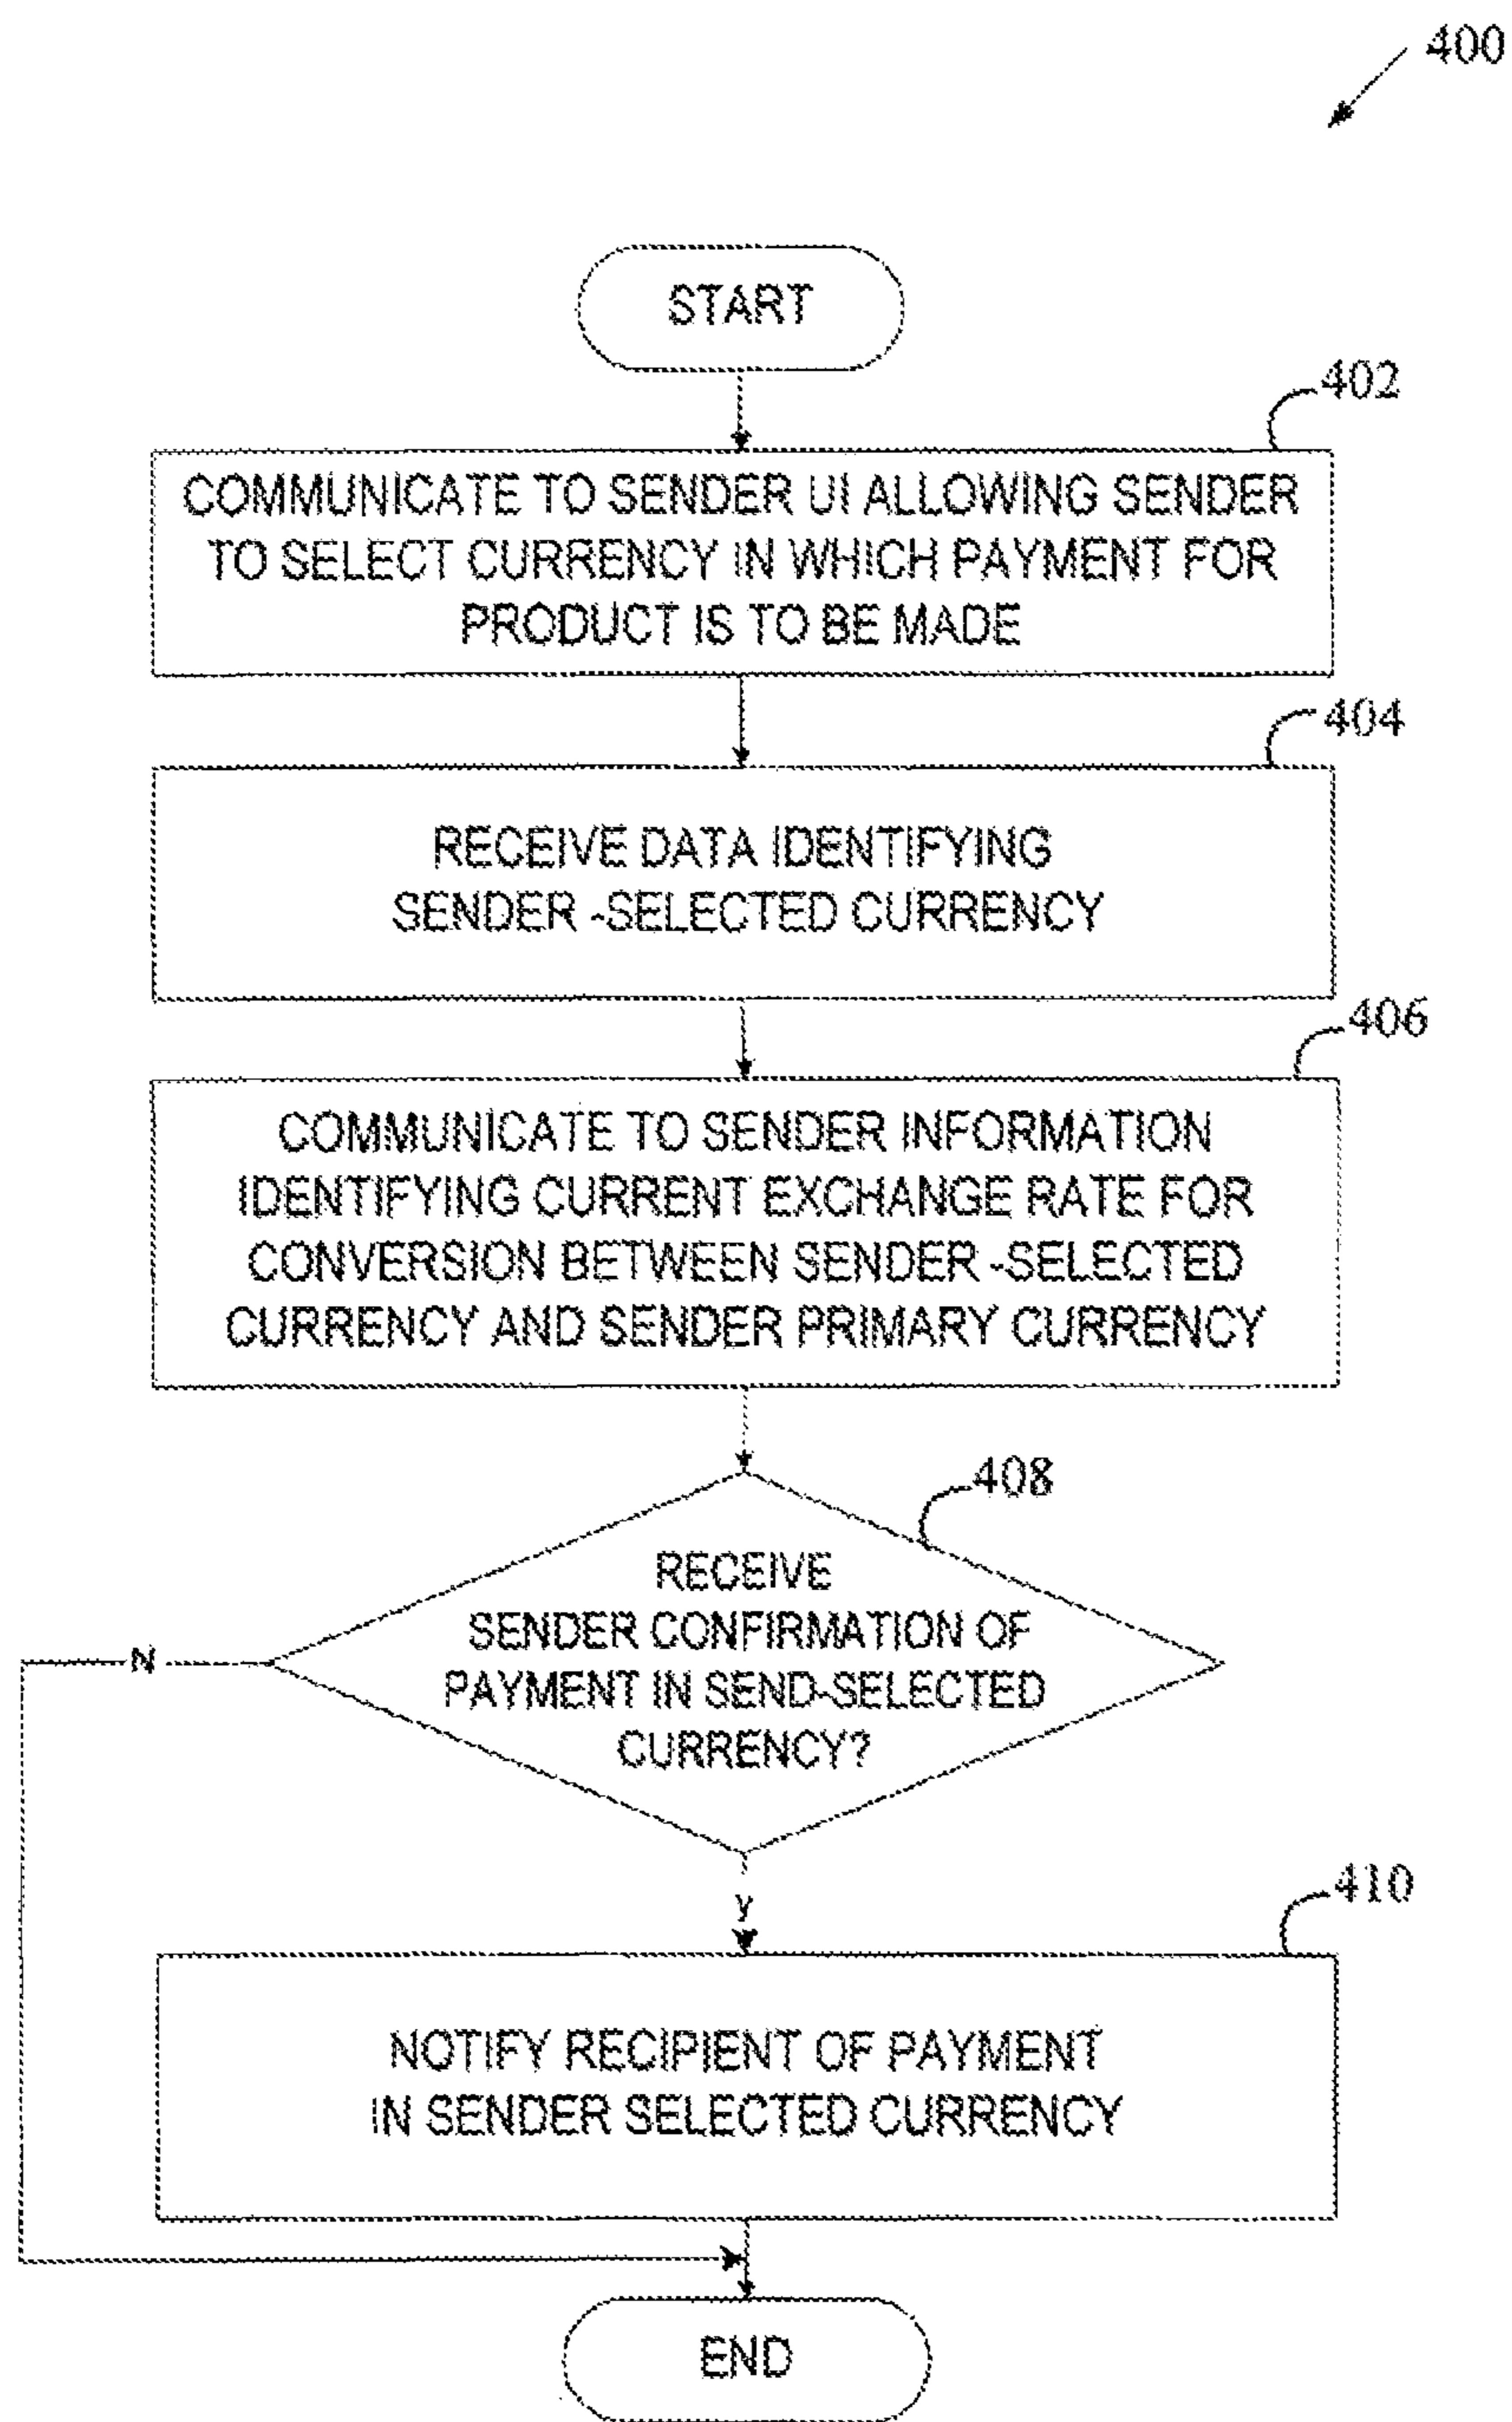 400
START
402
COMMUNICATE TO SENDER UI ALLOWING SENDER
TO SELECT CURRENCY IN WHICH PAYMENT FOR
PRODUCT IS TO BE MADE
404
RECEIVE DATA IDENTIFYING
SENDER -SELECTED CURRENCY
406
COMMUNICATE TO SENDER INFORMATION
IDENTIFYING CURRENT EXCHANGE RATE FOR
CONVERSION BETWEEN SENDER -SELECTED
CURRENCY AND SENDER PRIMARY CURRENCY
408
RECEIVE
SENDER CONFIRMATION OF
PAYMENT IN SEND-SELECTED
CURRENCY?
N
y
410
NOTIFY RECIPIENT OF PAYMENT
IN SENDER SELECTED CURRENCY
END